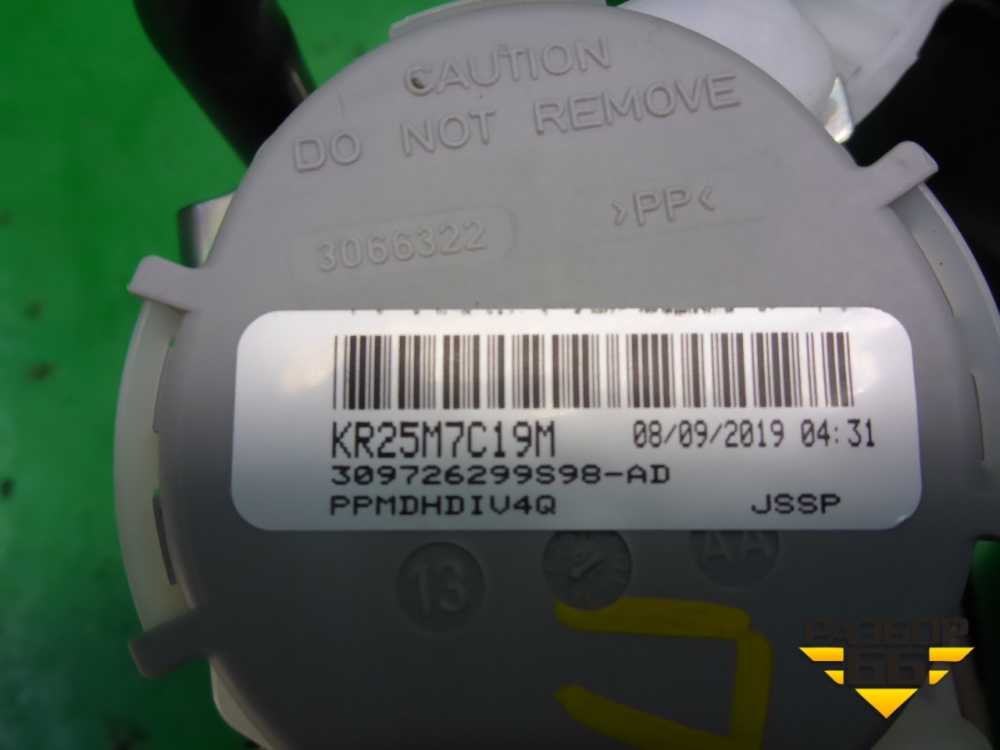 CAUTION
DO NOT REMOVE
>PP<
3066322
KR25M7C19M 08/09/2019 04:31
309726299S98-AD
PPMDHDIV4Q JSSP
13
AA
РАЗБОР
66